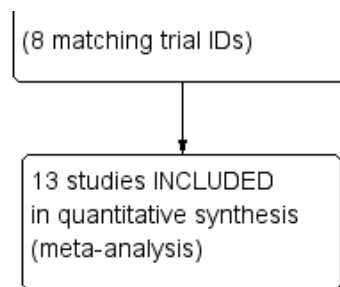 (8 matching trial IDs)
13 studies INCLUDED
in quantitative synthesis
(meta-analysis)